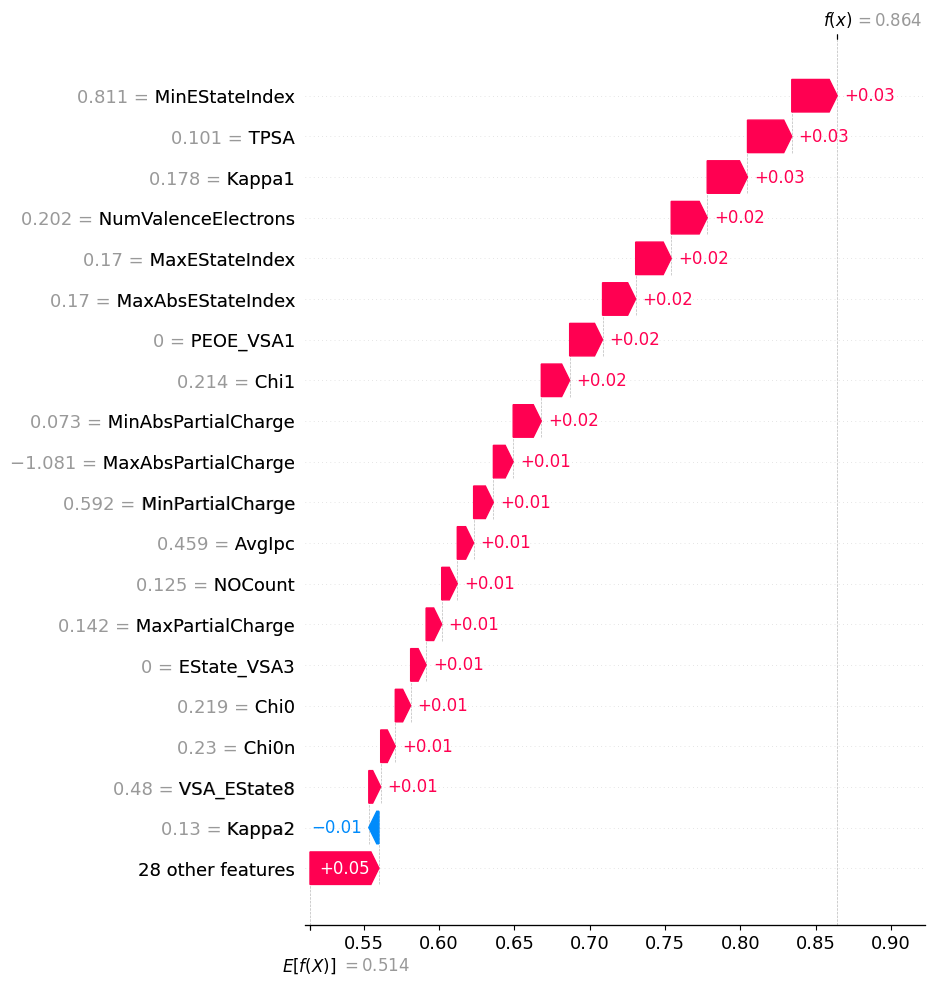 f(x) = 0.864
0.811 = MinEStateIndex +0.03
0.101 = TPSA +0.03
0.178 = Kappa1 +0.03
0.202 = NumValenceElectrons +0.02
0.17 = MaxEStateIndex +0.02
0.17 = MaxAbsEStateIndex +0.02
0 = PEOE_VSA1 +0.02
0.214 = Chi1 +0.02
0.073 = MinAbsPartialCharge +0.02
−1.081 = MaxAbsPartialCharge +0.01
0.592 = MinPartialCharge +0.01
0.459 = AvgIpc +0.01
0.125 = NOCount +0.01
0.142 = MaxPartialCharge +0.01
0 = EState_VSA3 +0.01
0.219 = Chi0 +0.01
0.23 = Chi0n +0.01
0.48 = VSA_EState8 +0.01
0.13 = Kappa2 −0.01
28 other features +0.05
0.55 0.60 0.65 0.70 0.75 0.80 0.85 0.90
E[f(X)] = 0.514